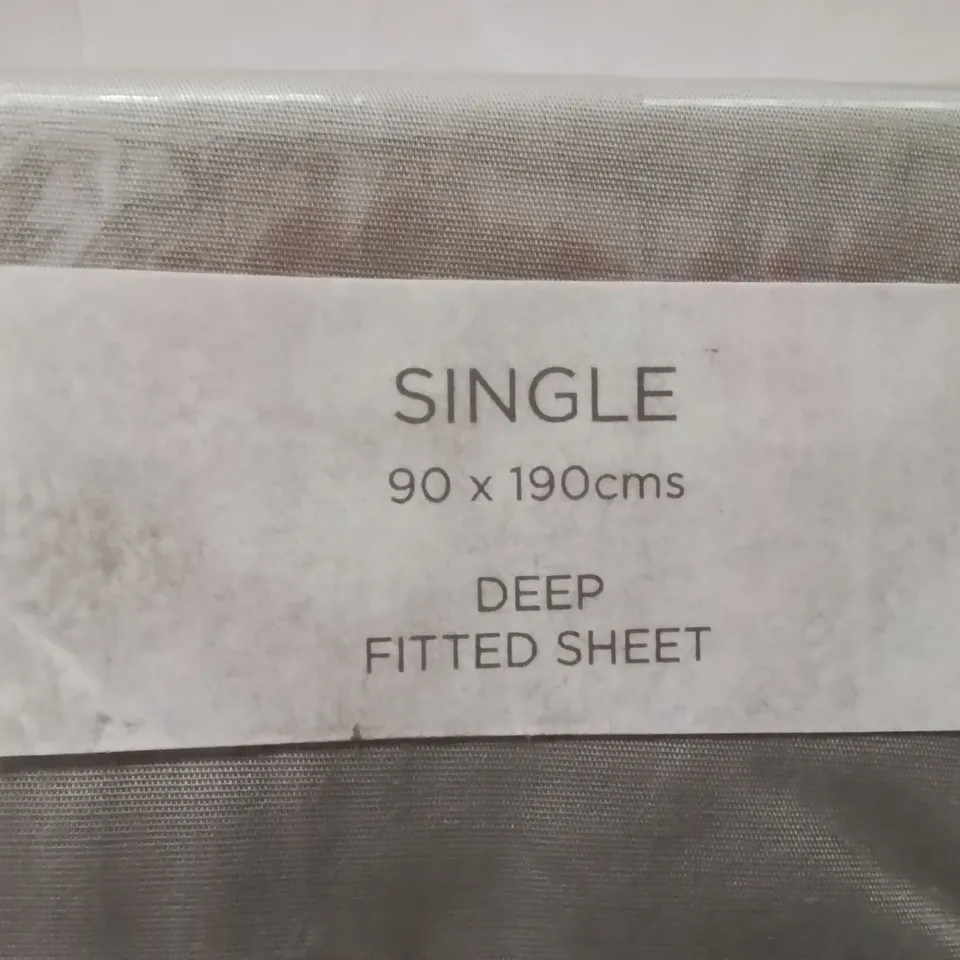 SINGLE
90 x 190cms
DEEP
FITTED SHEET